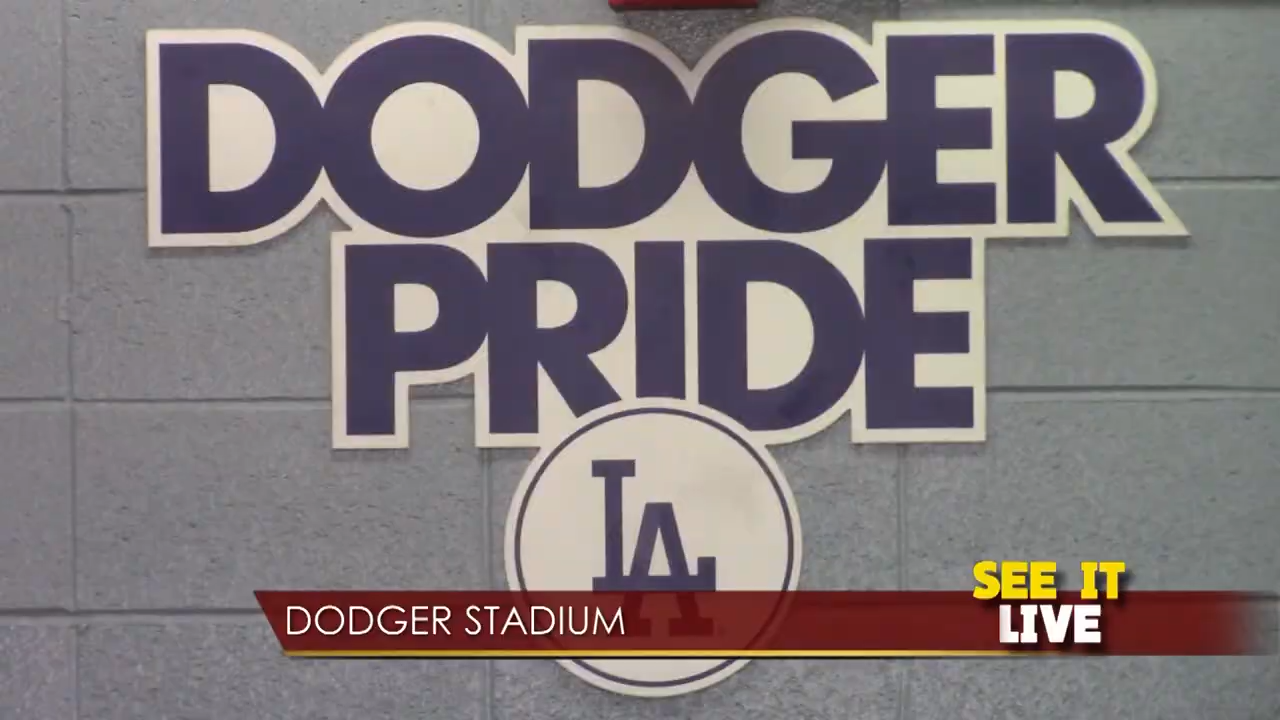 DODGER
PRIDE
LA
DODGER STADIUM
SEE IT
LIVE